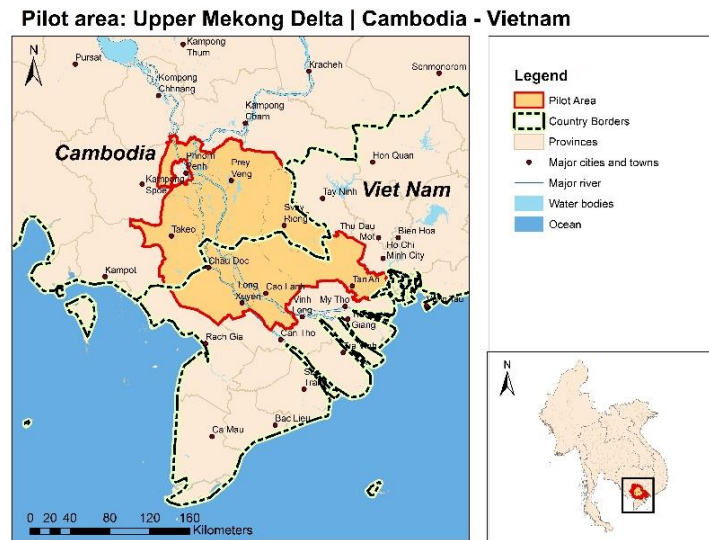 Pilot area: Upper Mekong Delta | Cambodia - Vietnam
N
Kampong
Thum
Pursat
Kracheh
Senmonorom
Kompong
Chhnang
Kampong
Cham
Cambodia
Phnom
Penh
Prey
Veng
Hon Quan
Kampong
Spoe
Viet Nam
Tay Ninh
Svay
Rieng
Takeo
Thu Dau
Mot
Bien Hoa
Ho Chi
Minh City
Chau Doc
Kampot
Tan An
Long
Xuyen
Cao Lanh
Vinh
Long
My Tho
Giang
Rach Gia
Can Tho
Bac Lieu
Ca Mau
0 20 40 80 120 160
Kilometers
Legend
Pilot Area
Country Borders
Provinces
Major cities and towns
Major river
Water bodies
Ocean
N